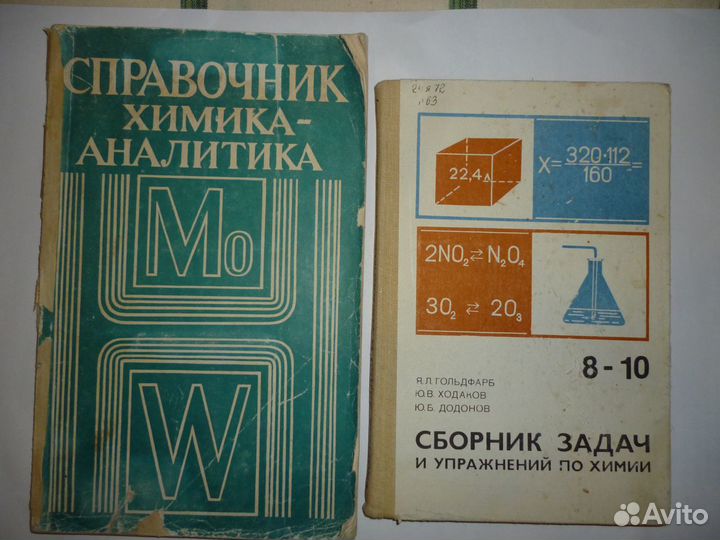 СПРАВОЧНИК
ХИМИКА-
АНАЛИТИКА
Mo
W
22,4л
X=320·112/160=
2NO₂⇄N₂O₄
3O₂ ⇄ 2O₃
8-10
Я.Л. ГОЛЬДФАРБ
Ю.В. ХОДАКОВ
Ю.Б. ДОДОНОВ
СБОРНИК ЗАДАЧ
И УПРАЖНЕНИЙ ПО ХИМИИ
Avito